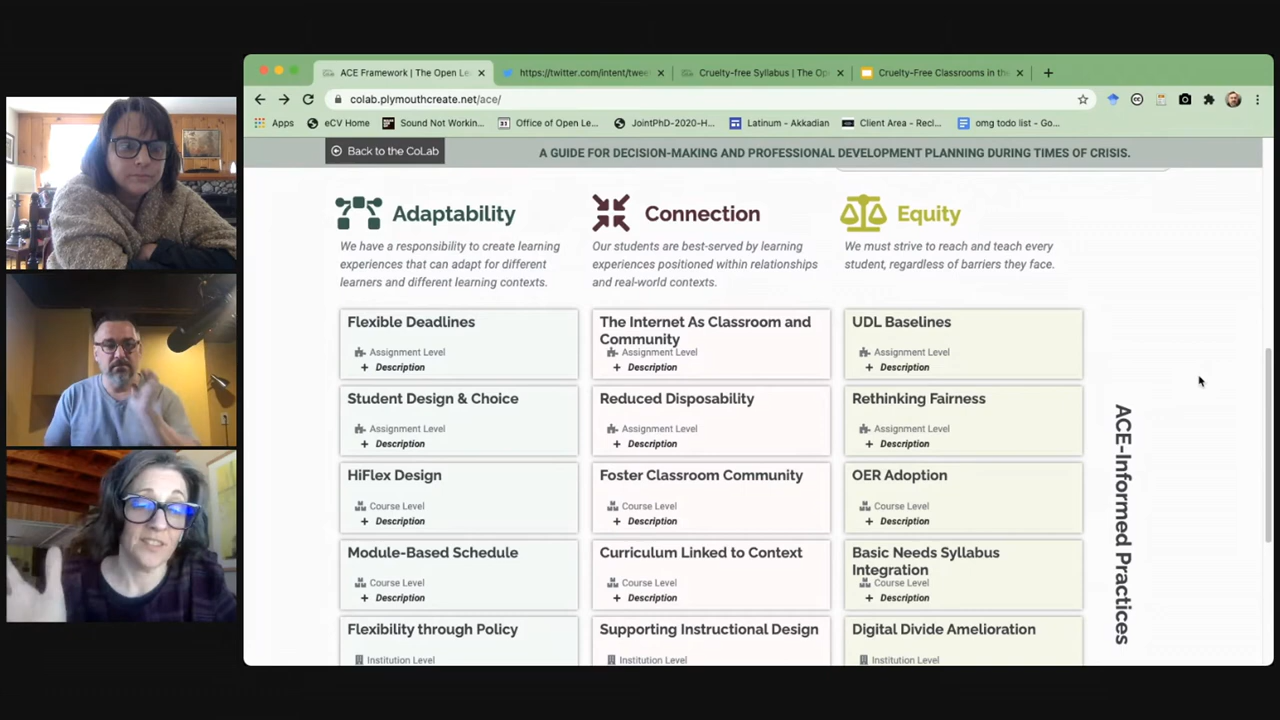 ACE Framework | The Open Le
https://twitter.com/intent/twee
Cruelty-free Syllabus | The Op
Cruelty-Free Classrooms in the
colab.plymouthcreate.net/ace/
Apps
eCV Home
Sound Not Workin...
Office of Open Le...
JointPhD-2020-H...
Latinum - Akkadian
Client Area - Reci...
omg todo list - Go...
Back to the CoLab
A GUIDE FOR DECISION-MAKING AND PROFESSIONAL DEVELOPMENT PLANNING DURING TIMES OF CRISIS.
Adaptability
We have a responsibility to create learning
experiences that can adapt for different
learners and different learning contexts.
Flexible Deadlines
Assignment Level
+ Description
Student Design & Choice
Assignment Level
+ Description
HiFlex Design
Course Level
+ Description
Module-Based Schedule
Course Level
+ Description
Flexibility through Policy
Institution Level
Connection
Our students are best-served by learning
experiences positioned within relationships
and real-world contexts.
The Internet As Classroom and
Community
Assignment Level
+ Description
Reduced Disposability
Assignment Level
+ Description
Foster Classroom Community
Course Level
+ Description
Curriculum Linked to Context
Course Level
+ Description
Supporting Instructional Design
Institution Level
Equity
We must strive to reach and teach every
student, regardless of barriers they face.
UDL Baselines
Assignment Level
+ Description
Rethinking Fairness
Assignment Level
+ Description
OER Adoption
Course Level
+ Description
Basic Needs Syllabus
Integration
Course Level
+ Description
Digital Divide Amelioration
Institution Level
ACE-Informed Practices